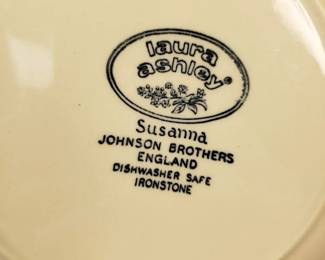 laura
ashley®
Susanna
JOHNSON BROTHERS
ENGLAND
DISHWASHER SAFE
IRONSTONE